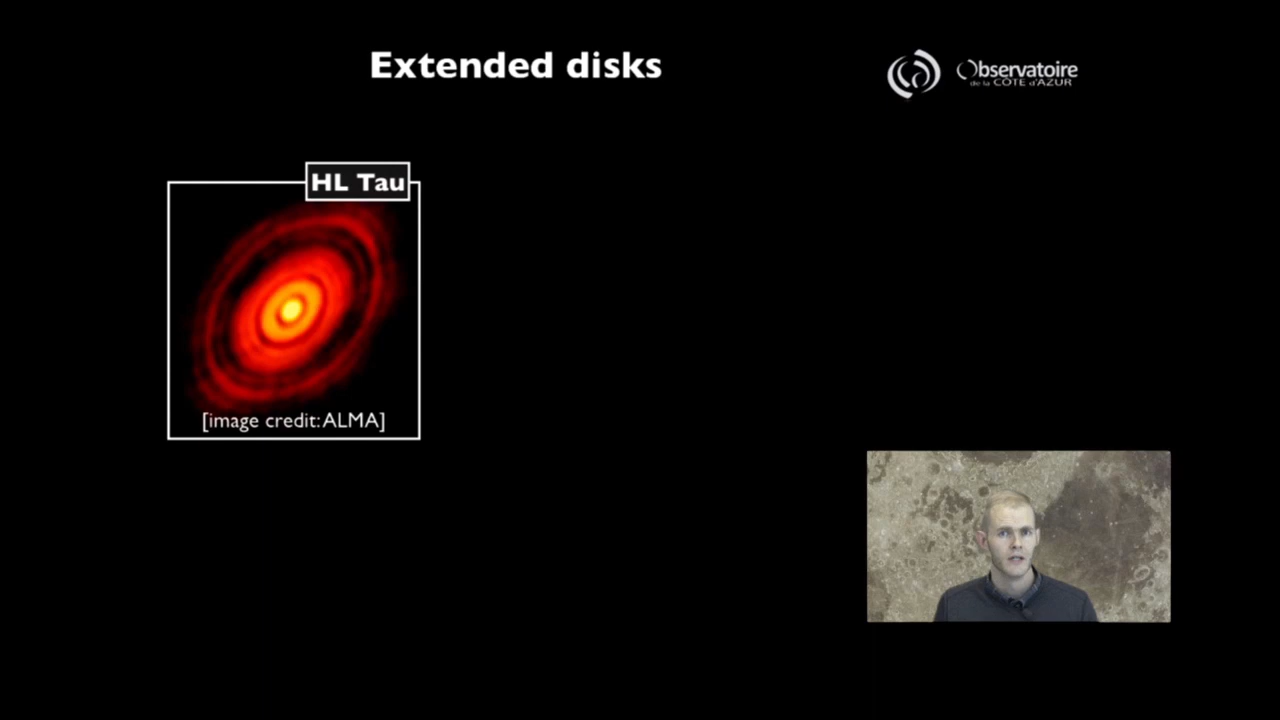 Extended disks
Observatoire
de la CÔTE d'AZUR
HL Tau
[image credit: ALMA]